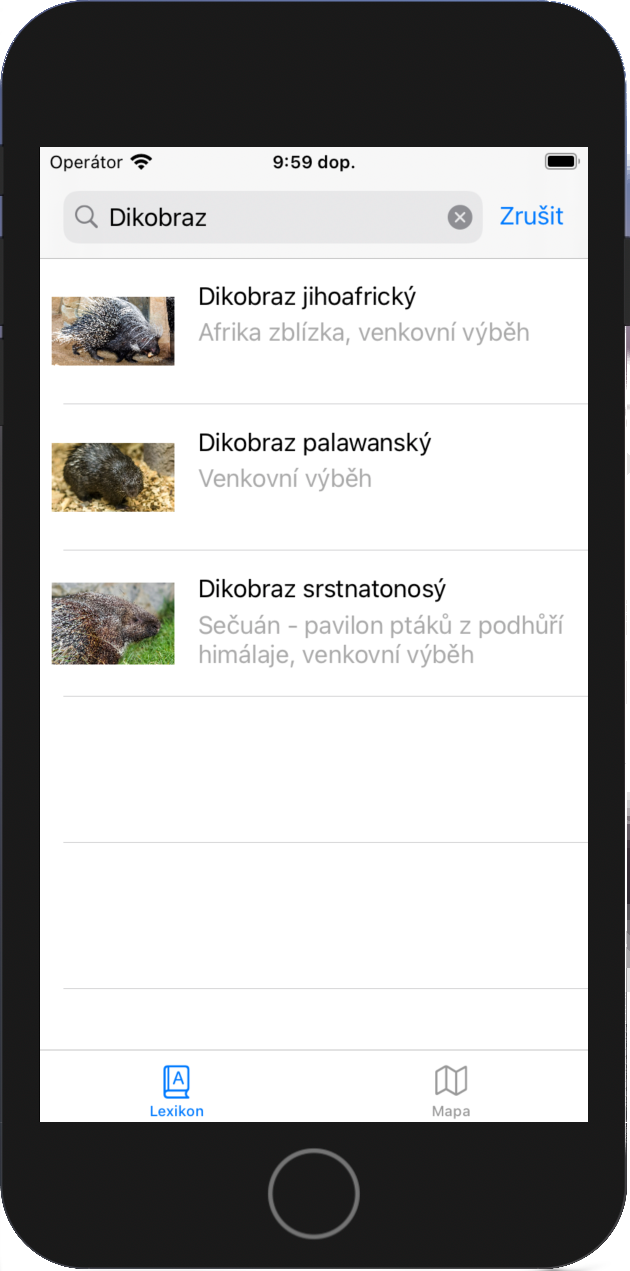 Operátor 9:59 dop.
Dikobraz Zrušit
Dikobraz jihoafrický
Afrika zblízka, venkovní výběh
Dikobraz palawanský
Venkovní výběh
Dikobraz srstnatonosý
Sečuán - pavilon ptáků z podhůří
himálaje, venkovní výběh
A
Lexikon Mapa